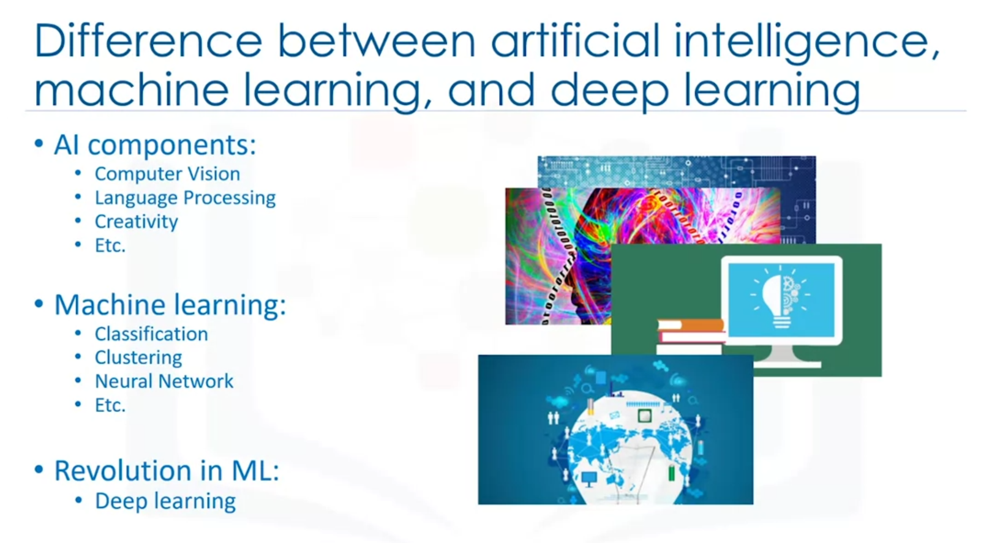 Difference between artificial intelligence,
machine learning, and deep learning
• AI components:
• Computer Vision
• Language Processing
• Creativity
• Etc.
• Machine learning:
• Classification
• Clustering
• Neural Network
• Etc.
• Revolution in ML:
• Deep learning